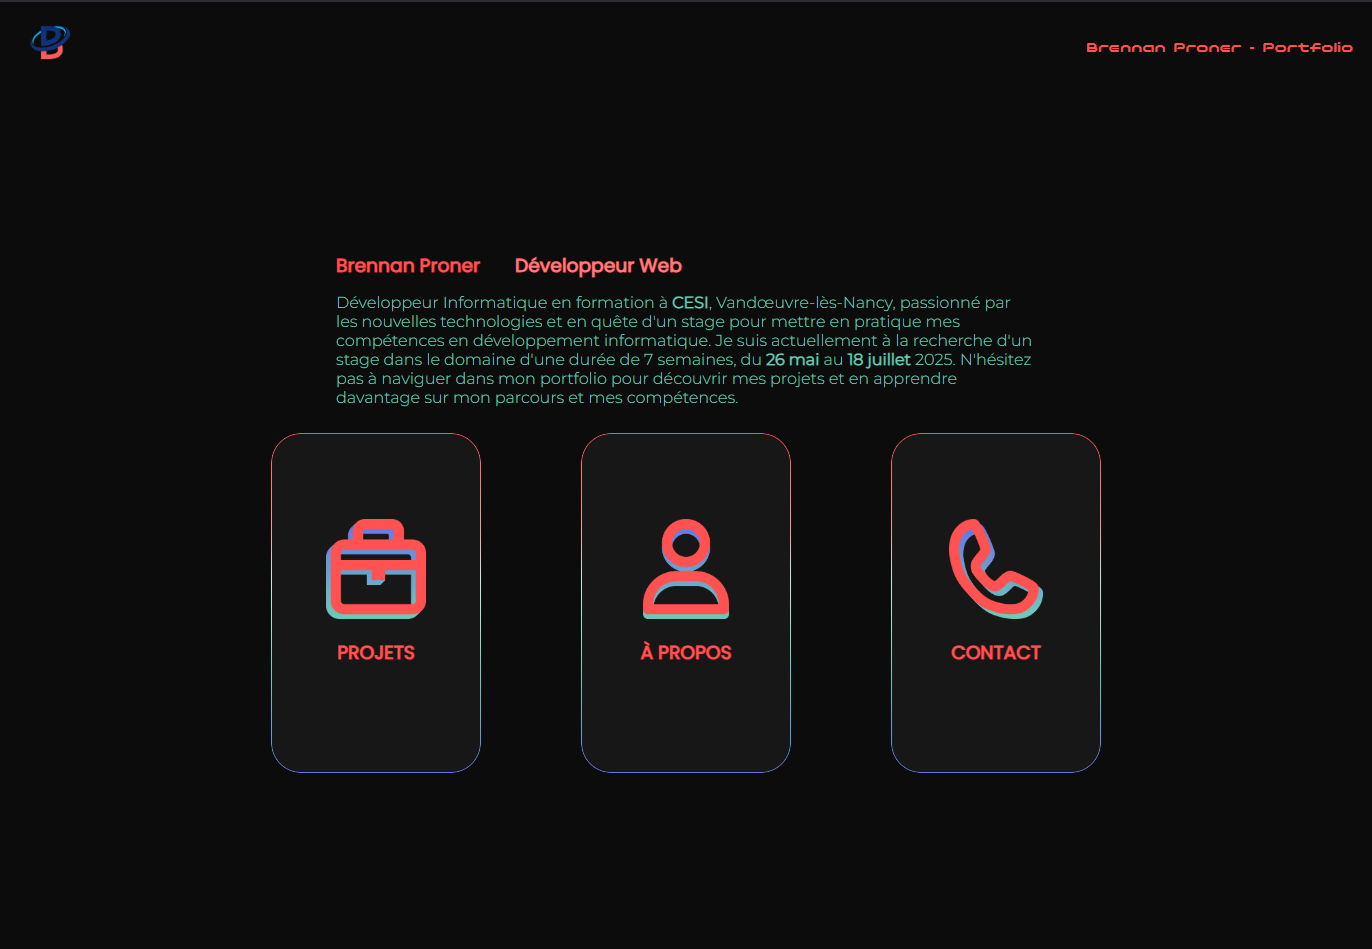 Brennan Proner - Portfolio
Brennan Proner Développeur Web
Développeur Informatique en formation à CESI, Vandœuvre-lès-Nancy, passionné par
les nouvelles technologies et en quête d'un stage pour mettre en pratique mes
compétences en développement informatique. Je suis actuellement à la recherche d'un
stage dans le domaine d'une durée de 7 semaines, du 26 mai au 18 juillet 2025. N'hésitez
pas à naviguer dans mon portfolio pour découvrir mes projets et en apprendre
davantage sur mon parcours et mes compétences.
PROJETS
À PROPOS
CONTACT